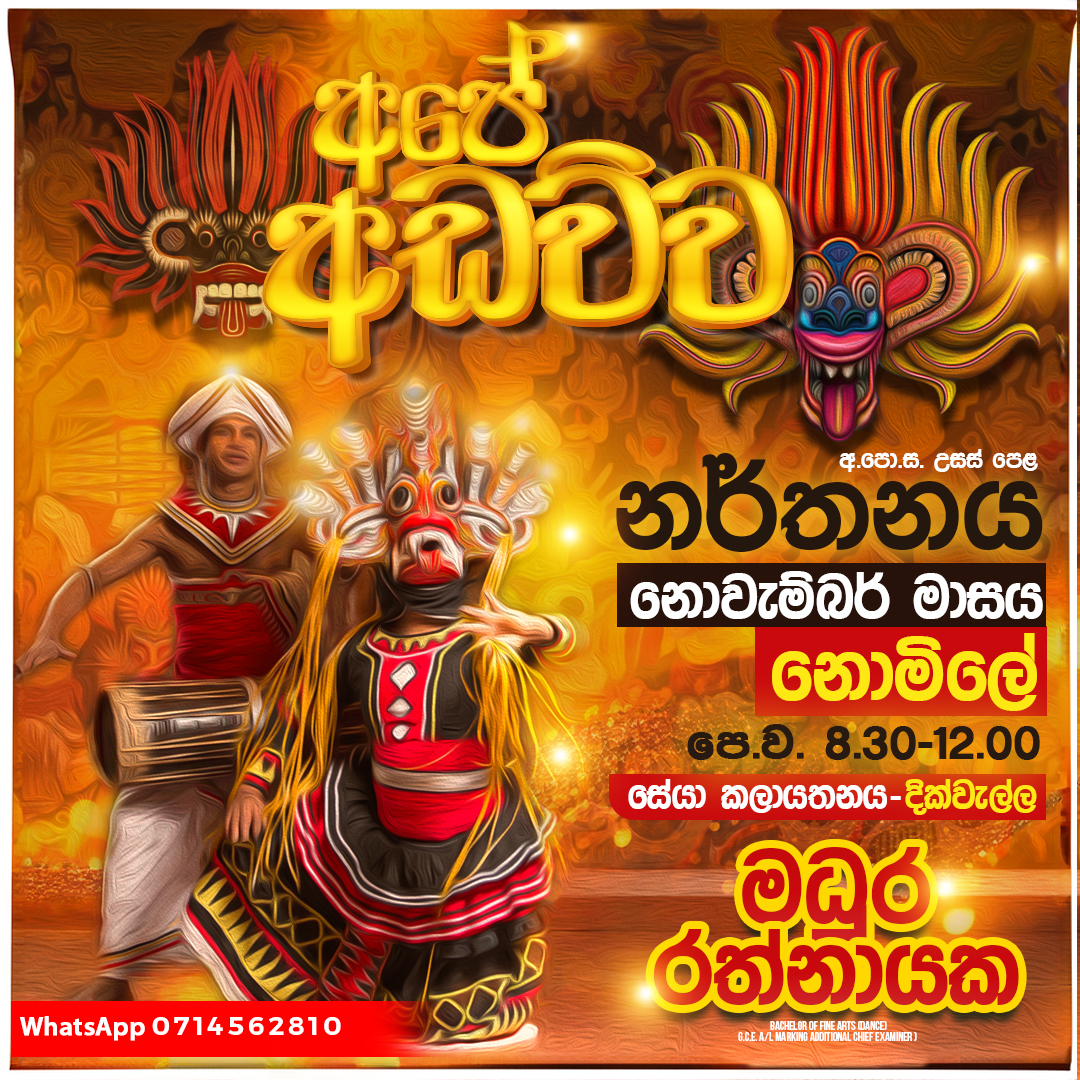 අපේ
අඩව්ව
අ.පො.ස. උසස් පෙළ
නර්තනය
නොවැම්බර් මාසය
නොමිලේ
පෙ.ව. 8.30-12.00
සේයා කලායතනය-දික්වැල්ල
මධුර
රත්නායක
BACHELOR OF FINE ARTS (DANCE)
G.C.E. A/L MARKING ADDITIONAL CHIEF EXAMINER )
WhatsApp 0714562810